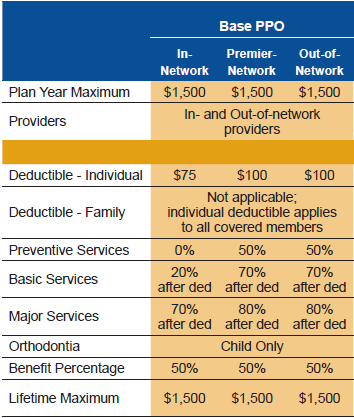 Base PPO
In-
Network
Premier-
Network
Out-of-
Network
Plan Year Maximum $1,500 $1,500 $1,500
Providers
In- and Out-of-network
providers
Deductible - Individual $75 $100 $100
Deductible - Family
Not applicable;
individual deductible applies
to all covered members
Preventive Services 0% 50% 50%
Basic Services
20%
after ded
70%
after ded
70%
after ded
Major Services
70%
after ded
80%
after ded
80%
after ded
Orthodontia Child Only
Benefit Percentage 50% 50% 50%
Lifetime Maximum $1,500 $1,500 $1,500